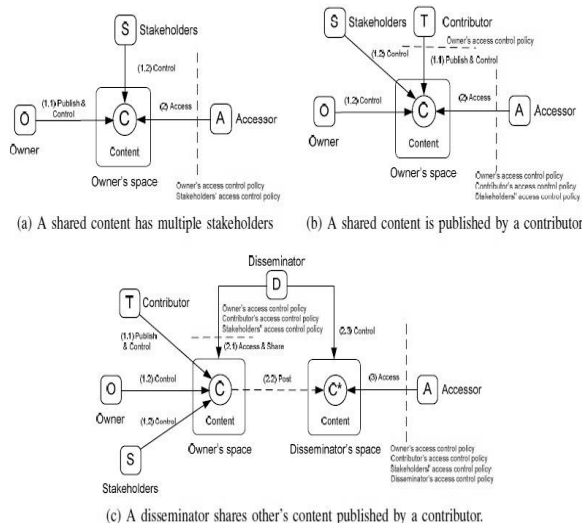 S
Stakeholders
(1.2) Control
(1.1) Publish &
Control
(2) Access
O
C
A
Accessor
Owner
Content
Owner's space
Owner's access control policy
Stakeholders' access control policy
(a) A shared content has multiple stakeholders
Stakeholders
Contributor
S
T
Owner's access control policy
(1.2) Control
(1.1) Publish & Control
(1.2) Control
(2) Access
O
C
A
Accessor
Owner
Content
Owner's space
Owner's access control policy
Contributor's access control policy
Stakeholders" access control policy
(b) A shared content is published by a contributor
Disseminator
D
T
Contributor
Owner's access control policy
Contributor's access control policy
Stakeholders" access control policy
(1.1) Publish
& Control
(2.1) Access & Share
(2.3) Control
(1.2) Control
(2.2) Post
(3) Access
O
C
C*
A
Accessor
Owner
(1.2) Control
Content
Content
S
Owner's space
Disseminator's space
Stakeholders
Owner's access control policy
Contributor's access control policy
Stakeholders' access control policy
Disseminator's access control policy
(c) A disseminator shares other's content published by a contributor.